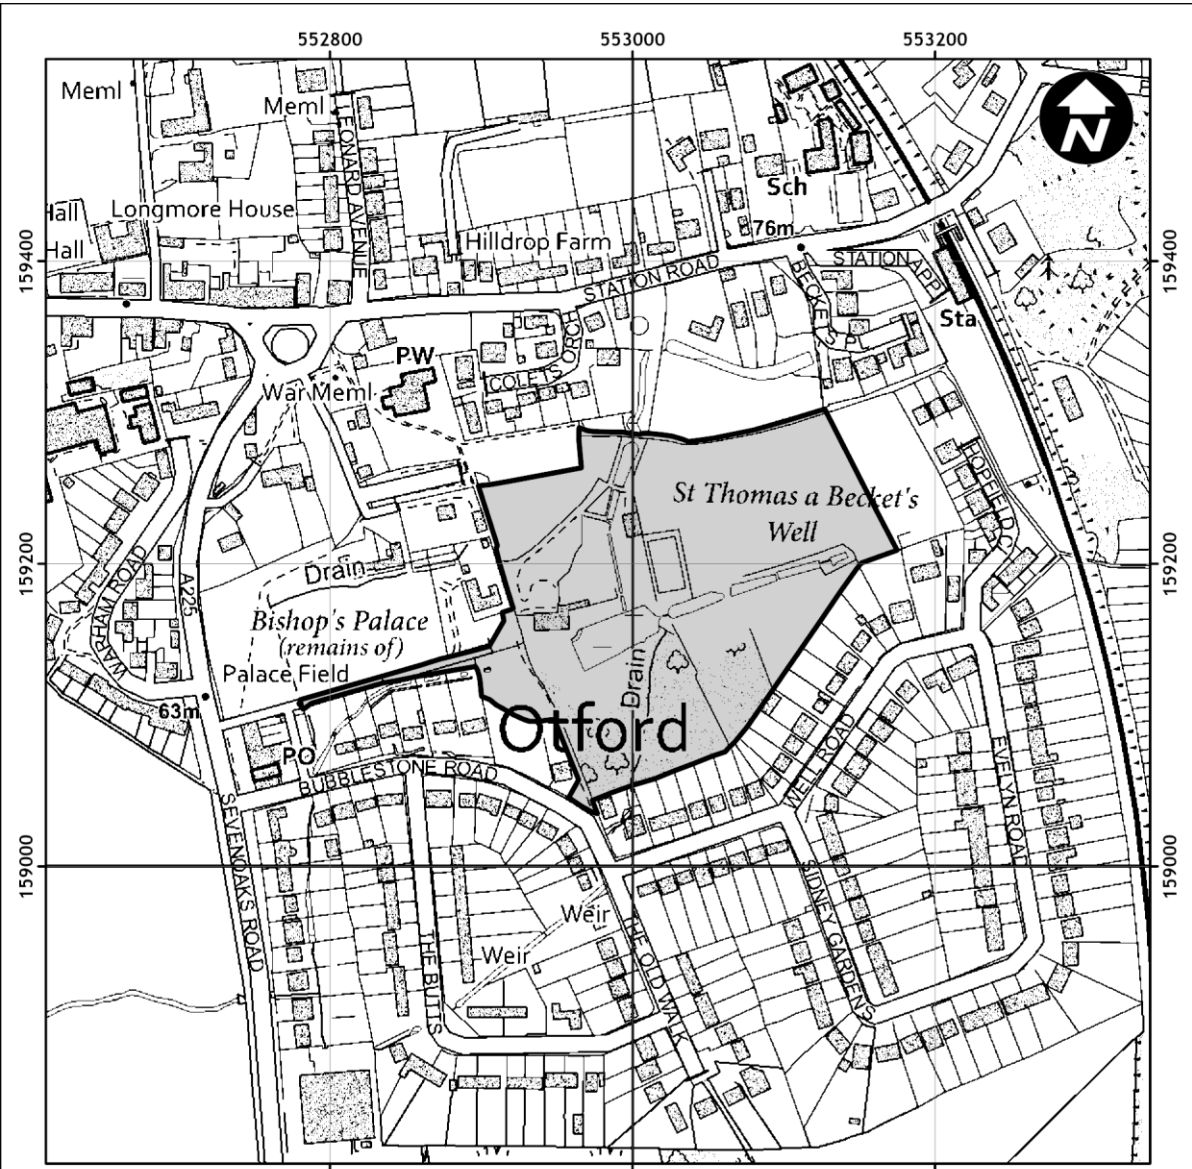 552800
553000
553200
Meml
Meml
LEONARD AVENUE
N
Sch
Hall
Longmore House
Hall
Hilldrop Farm
76m
159400
159400
STATION ROAD
STATION APP
BECKETS P
Sta
PW
COLETS ORCH
War Meml
HOPFIELD C
St Thomas a Becket's
Well
159200
159200
WARHAM ROAD
A225
Drain
Bishop's Palace
(remains of)
Palace Field
63m
Drain
Otford
PO
BUBBLESTONE ROAD
WELL ROAD
EVELYN ROAD
SEVENOAKS ROAD
159000
159000
SIDNEY GARDENS
Weir
Weir
THE OLD WALK
THE BUTTS